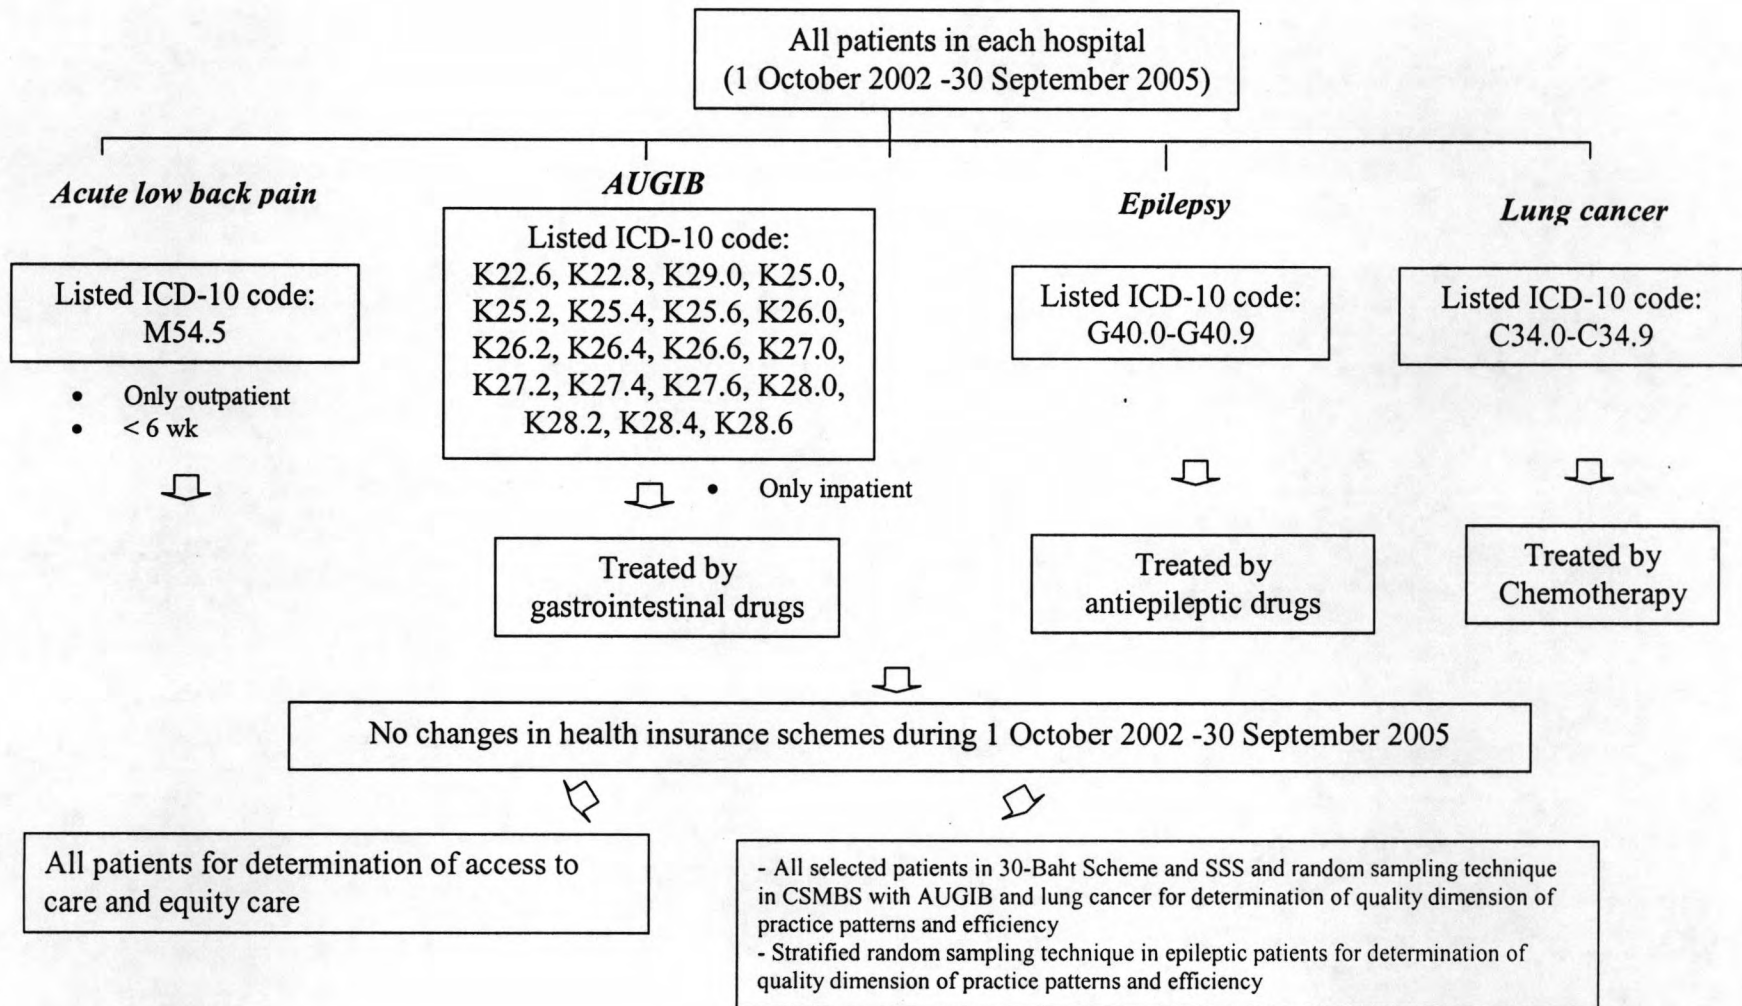 All patients in each hospital
(1 October 2002 -30 September 2005)
Acute low back pain
Listed ICD-10 code:
M54.5
• Only outpatient
• < 6 wk
AUGIB
Listed ICD-10 code:
K22.6, K22.8, K29.0, K25.0,
K25.2, K25.4, K25.6, K26.0,
K26.2, K26.4, K26.6, K27.0,
K27.2, K27.4, K27.6, K28.0,
K28.2, K28.4, K28.6
• Only inpatient
Treated by
gastrointestinal drugs
Epilepsy
Listed ICD-10 code:
G40.0-G40.9
Treated by
antiepileptic drugs
Lung cancer
Listed ICD-10 code:
C34.0-C34.9
Treated by
Chemotherapy
No changes in health insurance schemes during 1 October 2002 -30 September 2005
All patients for determination of access to
care and equity care
- All selected patients in 30-Baht Scheme and SSS and random sampling technique
in CSMBS with AUGIB and lung cancer for determination of quality dimension of
practice patterns and efficiency
- Stratified random sampling technique in epileptic patients for determination of
quality dimension of practice patterns and efficiency